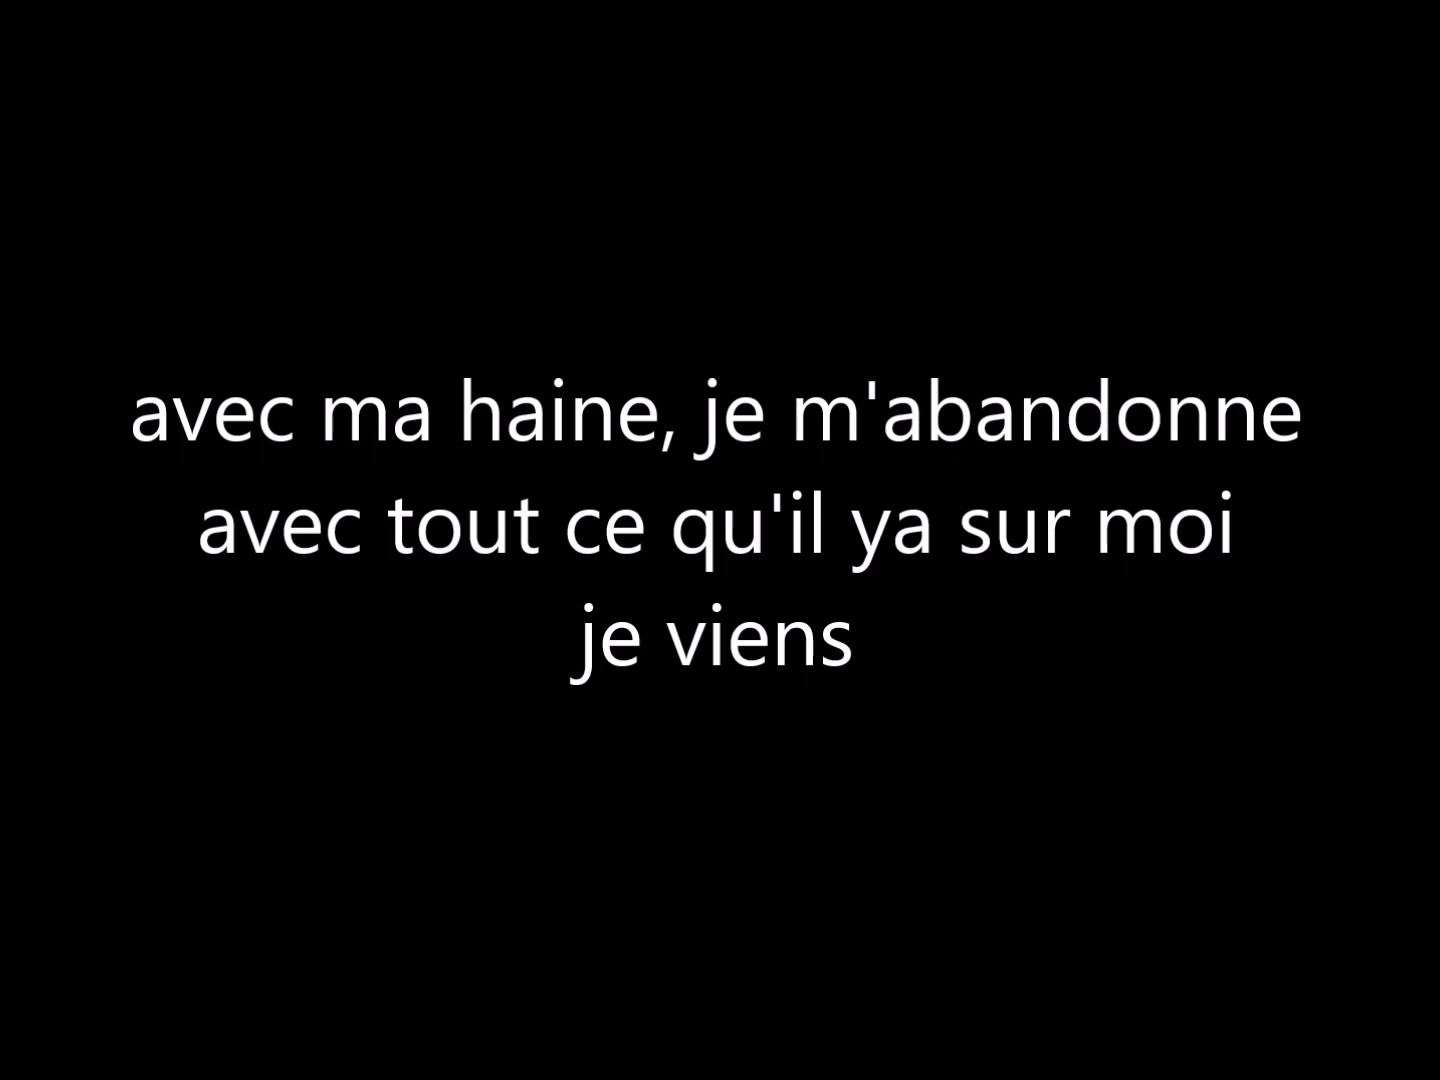 avec ma haine, je m'abandonne
avec tout ce qu'il ya sur moi
je viens